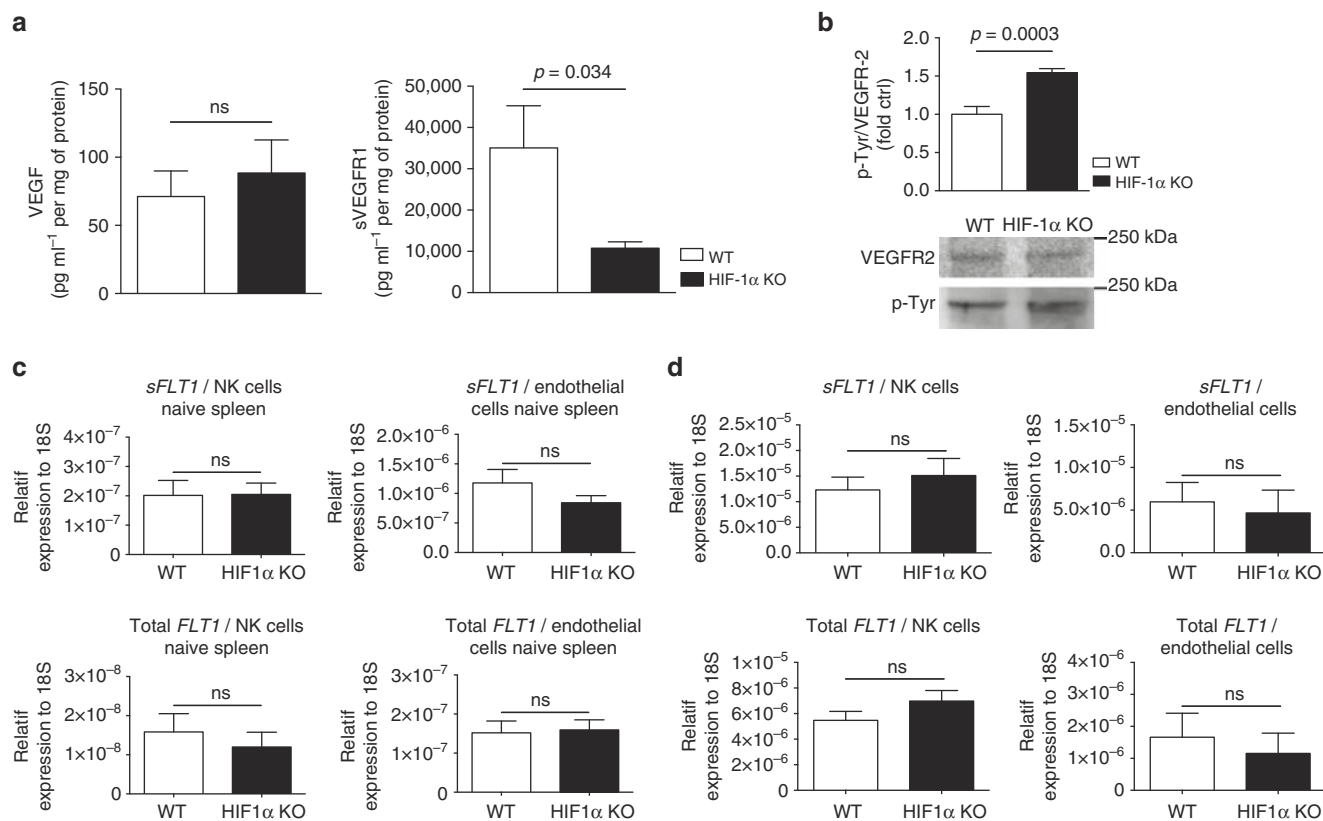 a
VEGF
(pg ml⁻¹ per mg of protein)
150
100
50
0
ns
sVEGFR1
(pg ml⁻¹ per mg of protein)
50,000
40,000
30,000
20,000
10,000
0
p = 0.034
WT
HIF-1α KO
b
p-Tyr/VEGFR-2
(fold ctrl)
2.0
1.5
1.0
0.5
0.0
p = 0.0003
WT
HIF-1α KO
WT HIF-1α KO
VEGFR2
250 kDa
p-Tyr
250 kDa
c
sFLT1 / NK cells
naive spleen
Relatif
expression to 18S
4×10⁻⁷
3×10⁻⁷
2×10⁻⁷
1×10⁻⁷
0
ns
WT HIF1α KO
sFLT1 / endothelial
cells naive spleen
Relatif
expression to 18S
2.0×10⁻⁶
1.5×10⁻⁶
1.0×10⁻⁶
5.0×10⁻⁷
0.0
ns
WT HIF1α KO
Total FLT1 / NK cells
naive spleen
Relatif
expression to 18S
3×10⁻⁸
2×10⁻⁸
1×10⁻⁸
0
ns
WT HIF1α KO
Total FLT1 / endothelial
cells naive spleen
Relatif
expression to 18S
3×10⁻⁷
2×10⁻⁷
1×10⁻⁷
0
ns
WT HIF1α KO
d
sFLT1 / NK cells
Relatif
expression to 18S
2.5×10⁻⁵
2.0×10⁻⁵
1.5×10⁻⁵
1.0×10⁻⁵
5.0×10⁻⁶
0.0
ns
WT HIF1α KO
sFLT1 /
endothelial cells
Relatif
expression to 18S
1.5×10⁻⁵
1.0×10⁻⁵
5.0×10⁻⁶
0.0
ns
WT HIF1α KO
Total FLT1 / NK cells
Relatif
expression to 18S
1×10⁻⁵
8×10⁻⁶
6×10⁻⁶
4×10⁻⁶
2×10⁻⁶
0
ns
WT HIF1α KO
Total FLT1 /
endothelial cells
Relatif
expression to 18S
4×10⁻⁶
3×10⁻⁶
2×10⁻⁶
1×10⁻⁶
0
ns
WT HIF1α KO